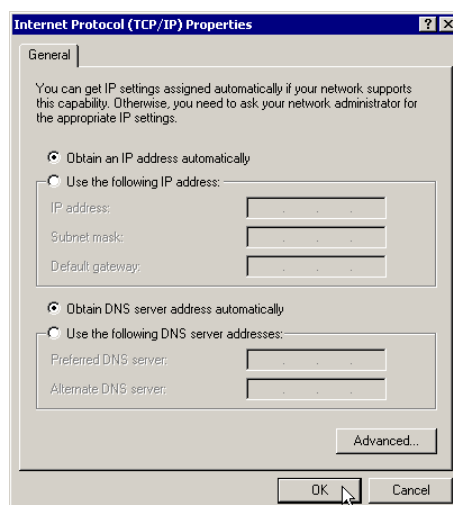 Internet Protocol (TCP/IP) Properties
General
You can get IP settings assigned automatically if your network supports
this capability. Otherwise, you need to ask your network administrator for
the appropriate IP settings.
Obtain an IP address automatically
Use the following IP address:
IP address:
Subnet mask:
Default gateway:
Obtain DNS server address automatically
Use the following DNS server addresses:
Preferred DNS server:
Alternate DNS server:
Advanced...
OK Cancel